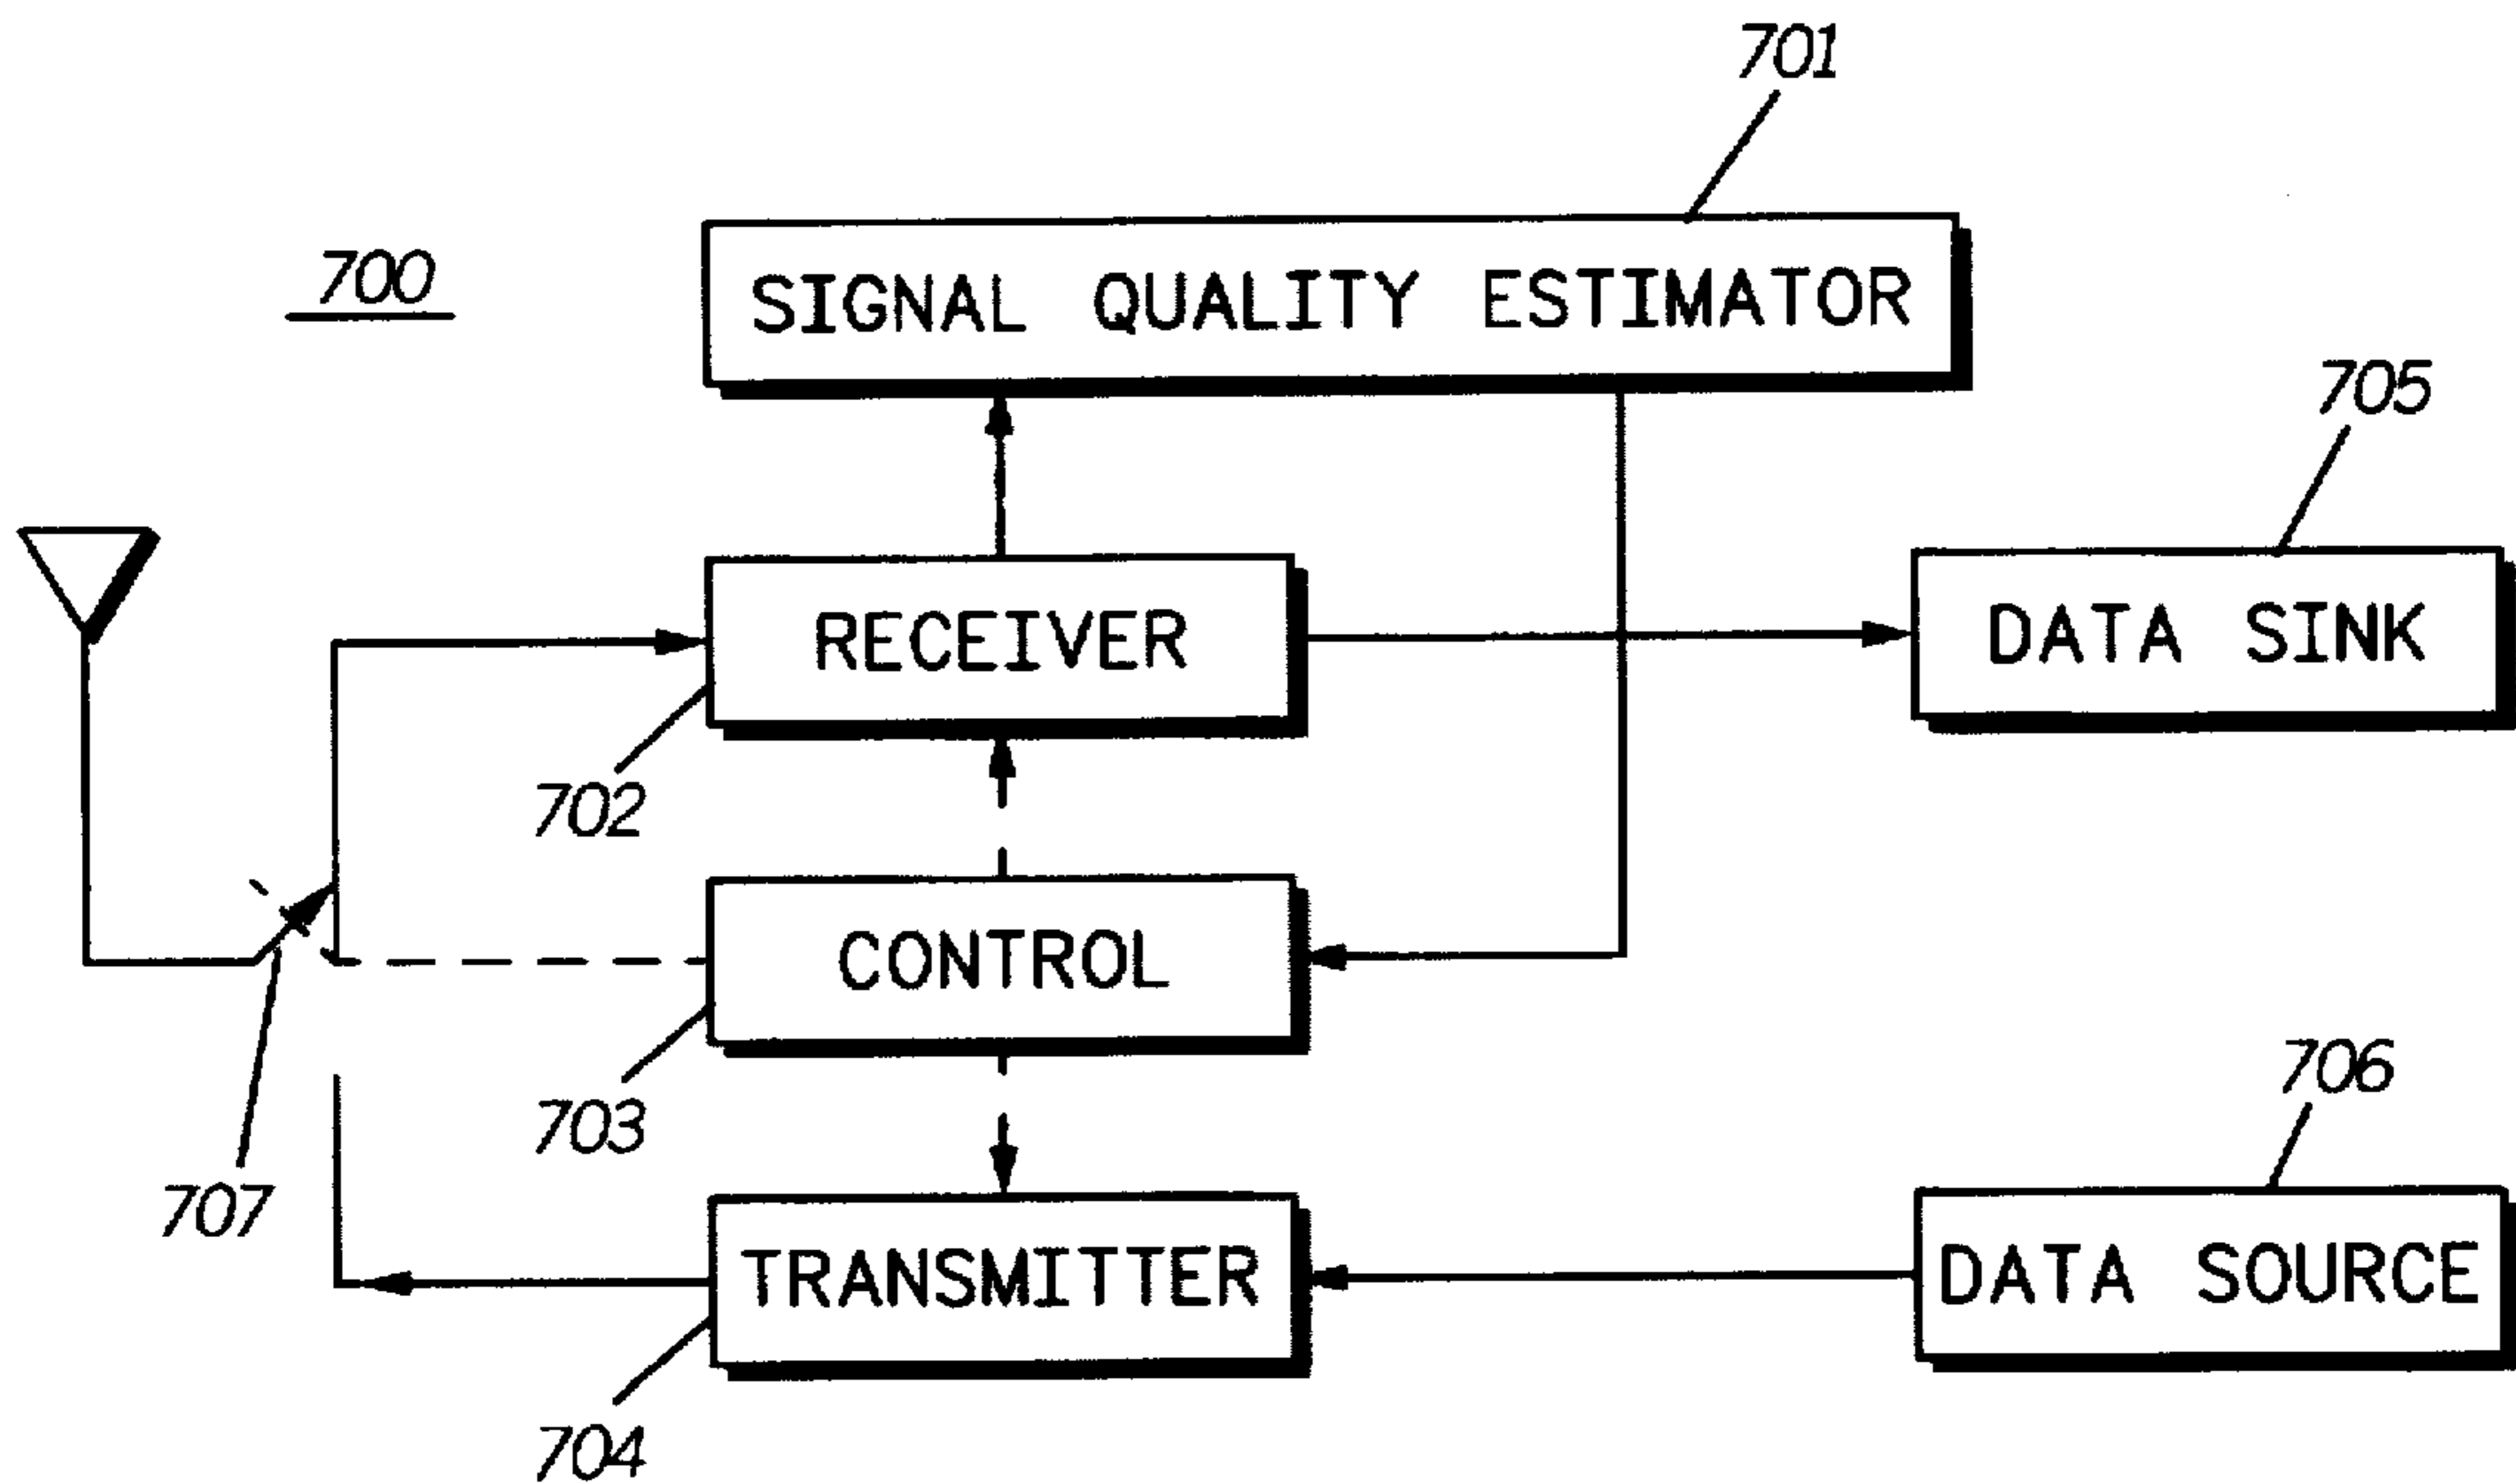 701
700
SIGNAL QUALITY ESTIMATOR
705
RECEIVER
DATA SINK
702
CONTROL
703
706
707
TRANSMITTER
DATA SOURCE
704